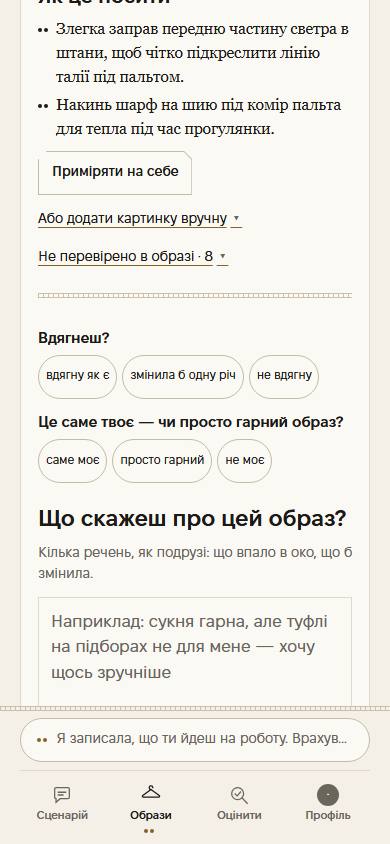 Злегка заправ передню частину светра в
штани, щоб чітко підкреслити лінію
талії під пальтом.
Накинь шарф на шию під комір пальта
для тепла під час прогулянки.
Приміряти на себе
Або додати картинку вручну
Не перевірено в образі · 8
Вдягнеш?
вдягну як є
змінила б одну річ
не вдягну
Це саме твоє — чи просто гарний образ?
саме моє
просто гарний
не моє
Що скажеш про цей образ?
Кілька речень, як подрузі: що впало в око, що б
змінила.
Наприклад: сукня гарна, але туфлі
на підборах не для мене — хочу
щось зручніше
Я записала, що ти йдеш на роботу. Врахув...
Сценарій
Образи
Оцінити
Профіль